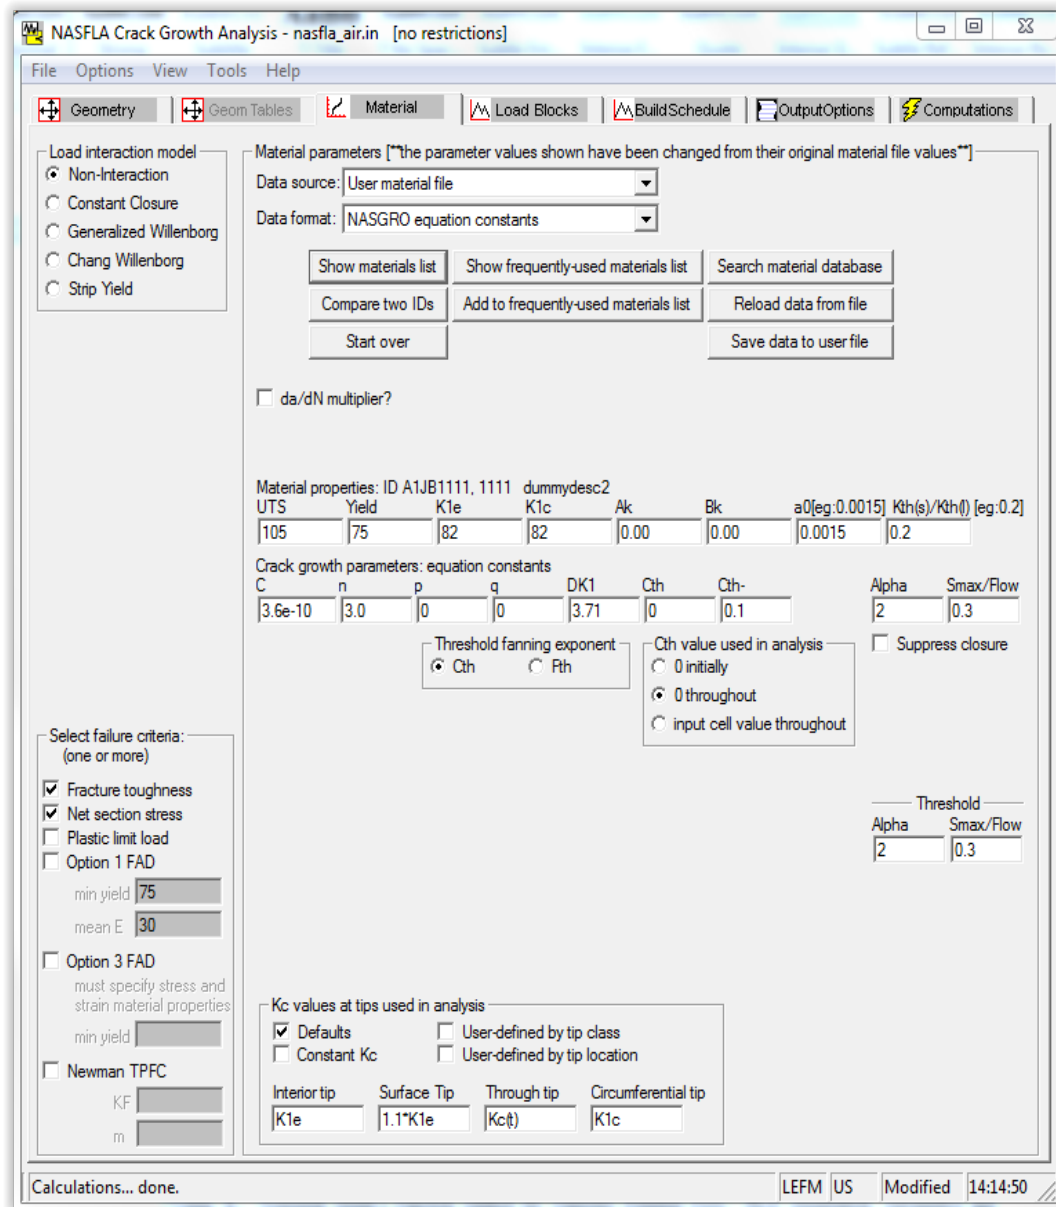 NASFLA Crack Growth Analysis - nasfla_air.in [no restrictions]
File Options View Tools Help
Geometry Geom Tables Material Load Blocks BuildSchedule OutputOptions Computations
Load interaction model
Non-Interaction
Constant Closure
Generalized Willenborg
Chang Willenborg
Strip Yield
Material parameters [**the parameter values shown have been changed from their original material file values**]
Data source: User material file
Data format: NASGRO equation constants
Show materials list Show frequently-used materials list Search material database
Compare two IDs Add to frequently-used materials list Reload data from file
Start over Save data to user file
da/dN multiplier?
Material properties: ID A1JB1111, 1111 dummydesc2
UTS Yield K1e K1c Ak Bk a0[eg:0.0015] Kth(s)/Kth(l) [eg:0.2]
105 75 82 82 0.00 0.00 0.0015 0.2
Crack growth parameters: equation constants
C n p q DK1 Cth Cth- Alpha Smax/Flow
3.6e-10 3.0 0 0 3.71 0 0.1 2 0.3
Threshold fanning exponent
Cth Fth
Cth value used in analysis
0 initially
0 throughout
input cell value throughout
Suppress closure
Threshold
Alpha Smax/Flow
2 0.3
Select failure criteria:
(one or more)
Fracture toughness
Net section stress
Plastic limit load
Option 1 FAD
min yield 75
mean E 30
Option 3 FAD
must specify stress and
strain material properties
min yield
Newman TPFC
KF
m
Kc values at tips used in analysis
Defaults User-defined by tip class
Constant Kc User-defined by tip location
Interior tip Surface Tip Through tip Circumferential tip
K1e 1.1*K1e Kc(t) K1c
Calculations... done. LEFM US Modified 14:14:50